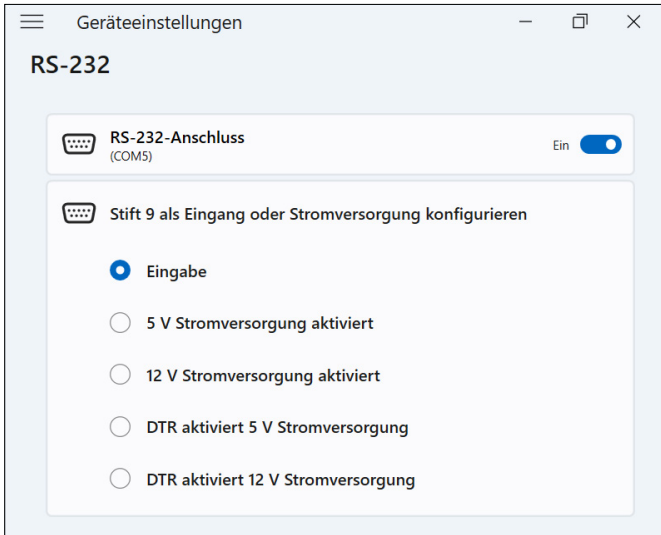 Geräteeinstellungen
RS-232
RS-232-Anschluss
(COM5)
Ein
Stift 9 als Eingang oder Stromversorgung konfigurieren
Eingabe
5 V Stromversorgung aktiviert
12 V Stromversorgung aktiviert
DTR aktiviert 5 V Stromversorgung
DTR aktiviert 12 V Stromversorgung